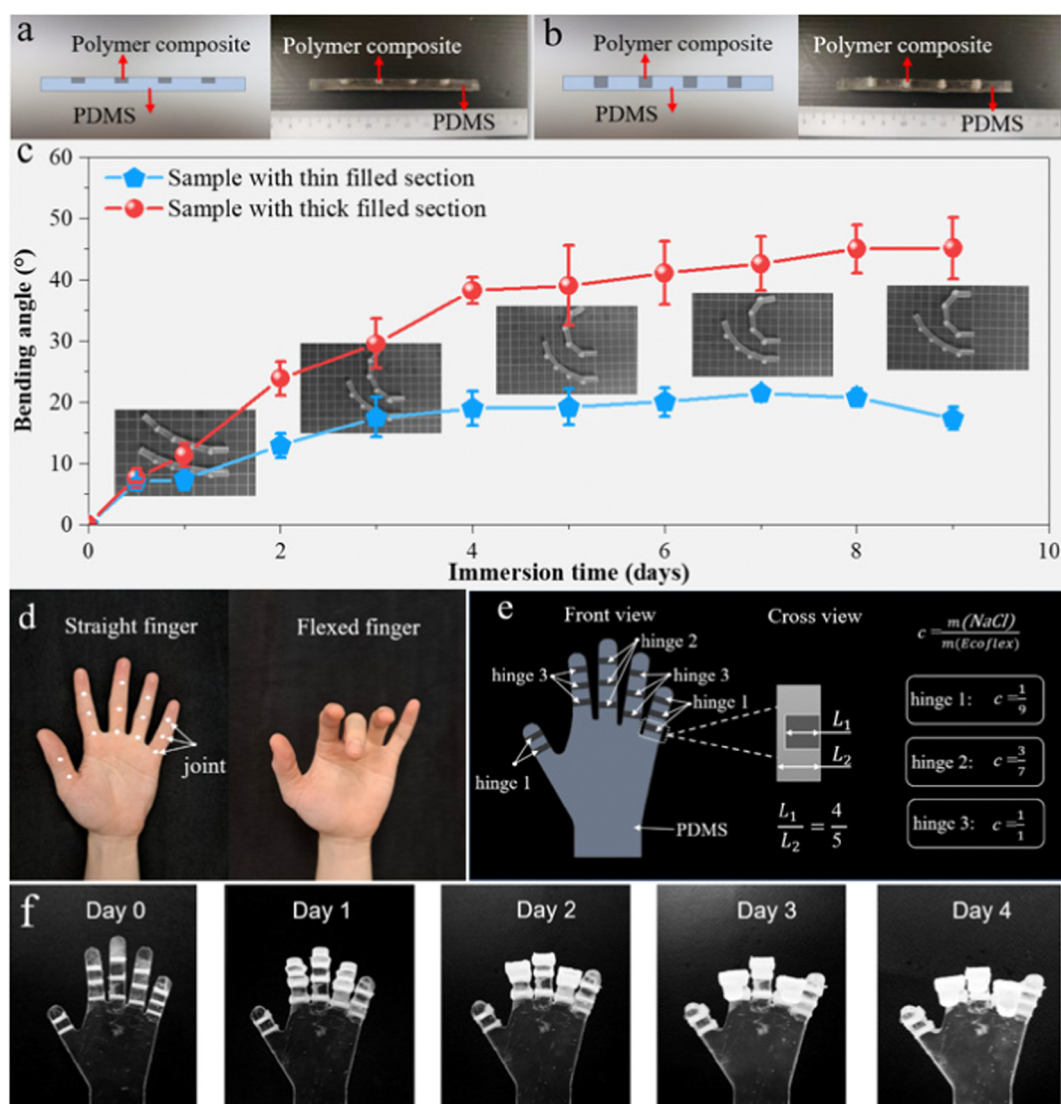 a
Polymer composite
PDMS
Polymer composite
PDMS
b
Polymer composite
PDMS
Polymer composite
PDMS
c
60
50
40
30
20
10
0
Bending angle (°)
Sample with thin filled section
Sample with thick filled section
0 2 4 6 8 10
Immersion time (days)
d
Straight finger
joint
Flexed finger
e
Front view
hinge 2
hinge 3
hinge 3
hinge 1
hinge 1
PDMS
Cross view
L₁
L₂
L₁/L₂ = 4/5
c = m(NaCl)/m(Ecoflex)
hinge 1: c = 1/9
hinge 2: c = 3/7
hinge 3: c = 1/1
f
Day 0
Day 1
Day 2
Day 3
Day 4